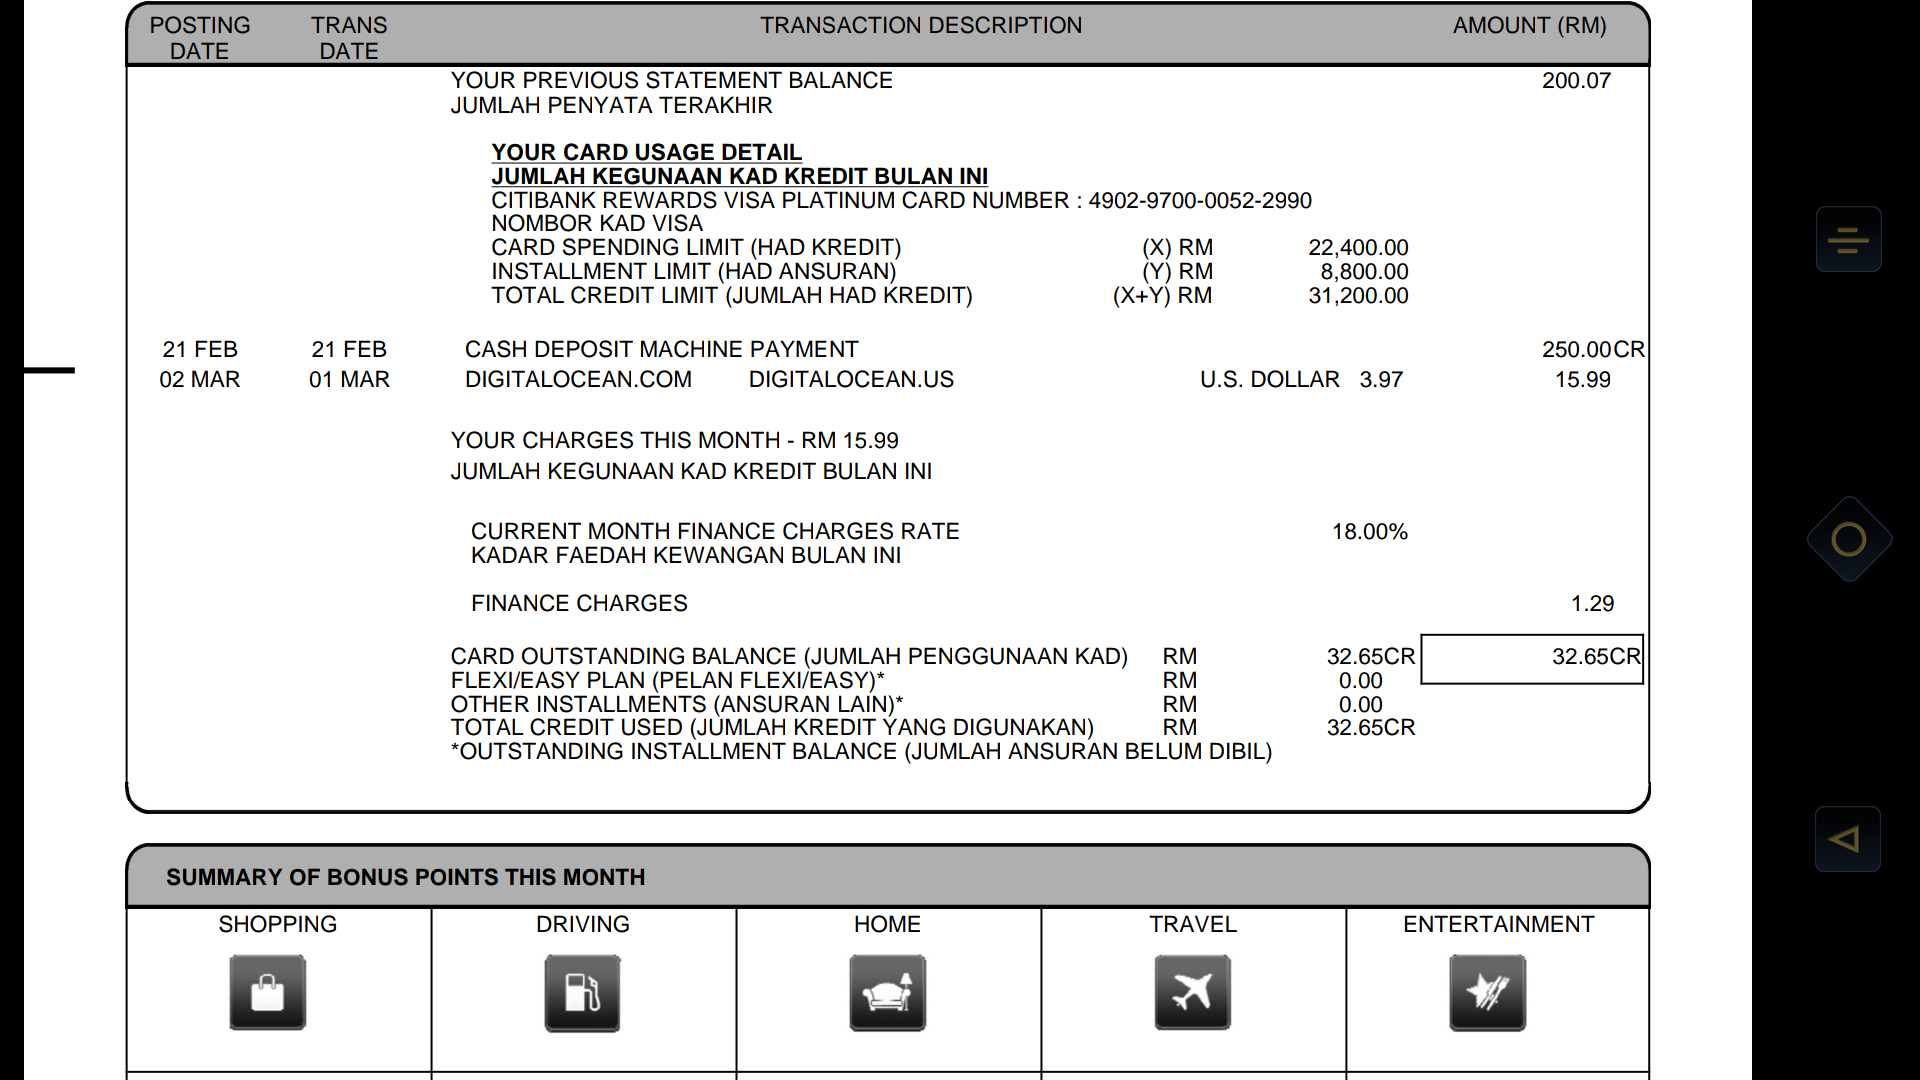 POSTING DATE TRANS DATE TRANSACTION DESCRIPTION AMOUNT (RM)
YOUR PREVIOUS STATEMENT BALANCE 200.07
JUMLAH PENYATA TERAKHIR
YOUR CARD USAGE DETAIL
JUMLAH KEGUNAAN KAD KREDIT BULAN INI
CITIBANK REWARDS VISA PLATINUM CARD NUMBER : 4902-9700-0052-2990
NOMBOR KAD VISA
CARD SPENDING LIMIT (HAD KREDIT) (X) RM 22,400.00
INSTALLMENT LIMIT (HAD ANSURAN) (Y) RM 8,800.00
TOTAL CREDIT LIMIT (JUMLAH HAD KREDIT) (X+Y) RM 31,200.00
21 FEB 21 FEB CASH DEPOSIT MACHINE PAYMENT 250.00CR
02 MAR 01 MAR DIGITALOCEAN.COM DIGITALOCEAN.US U.S. DOLLAR 3.97 15.99
YOUR CHARGES THIS MONTH - RM 15.99
JUMLAH KEGUNAAN KAD KREDIT BULAN INI
CURRENT MONTH FINANCE CHARGES RATE 18.00%
KADAR FAEDAH KEWANGAN BULAN INI
FINANCE CHARGES 1.29
CARD OUTSTANDING BALANCE (JUMLAH PENGGUNAAN KAD) RM 32.65CR 32.65CR
FLEXI/EASY PLAN (PELAN FLEXI/EASY)* RM 0.00
OTHER INSTALLMENTS (ANSURAN LAIN)* RM 0.00
TOTAL CREDIT USED (JUMLAH KREDIT YANG DIGUNAKAN) RM 32.65CR
*OUTSTANDING INSTALLMENT BALANCE (JUMLAH ANSURAN BELUM DIBIL)
SUMMARY OF BONUS POINTS THIS MONTH
SHOPPING DRIVING HOME TRAVEL ENTERTAINMENT